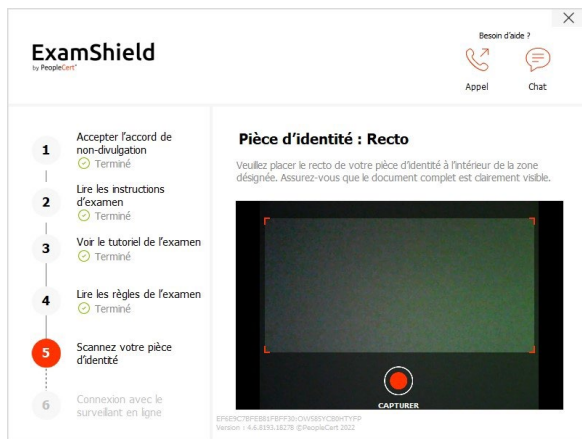 ExamShield
by PeopleCert
Besoin d'aide ?
Appel
Chat
1
Accepter l'accord de
non-divulgation
Terminé
2
Lire les instructions
d'examen
Terminé
3
Voir le tutoriel de l'examen
Terminé
4
Lire les règles de l'examen
Terminé
5
Scannez votre pièce
d'identité
6
Connexion avec le
surveillant en ligne
Pièce d'identité : Recto
Veuillez placer le recto de votre pièce d'identité à l'intérieur de la zone
désignée. Assurez-vous que le document complet est clairement visible.
CAPTURER
Version : 4.6.8193.18278 ©PeopleCert 2022